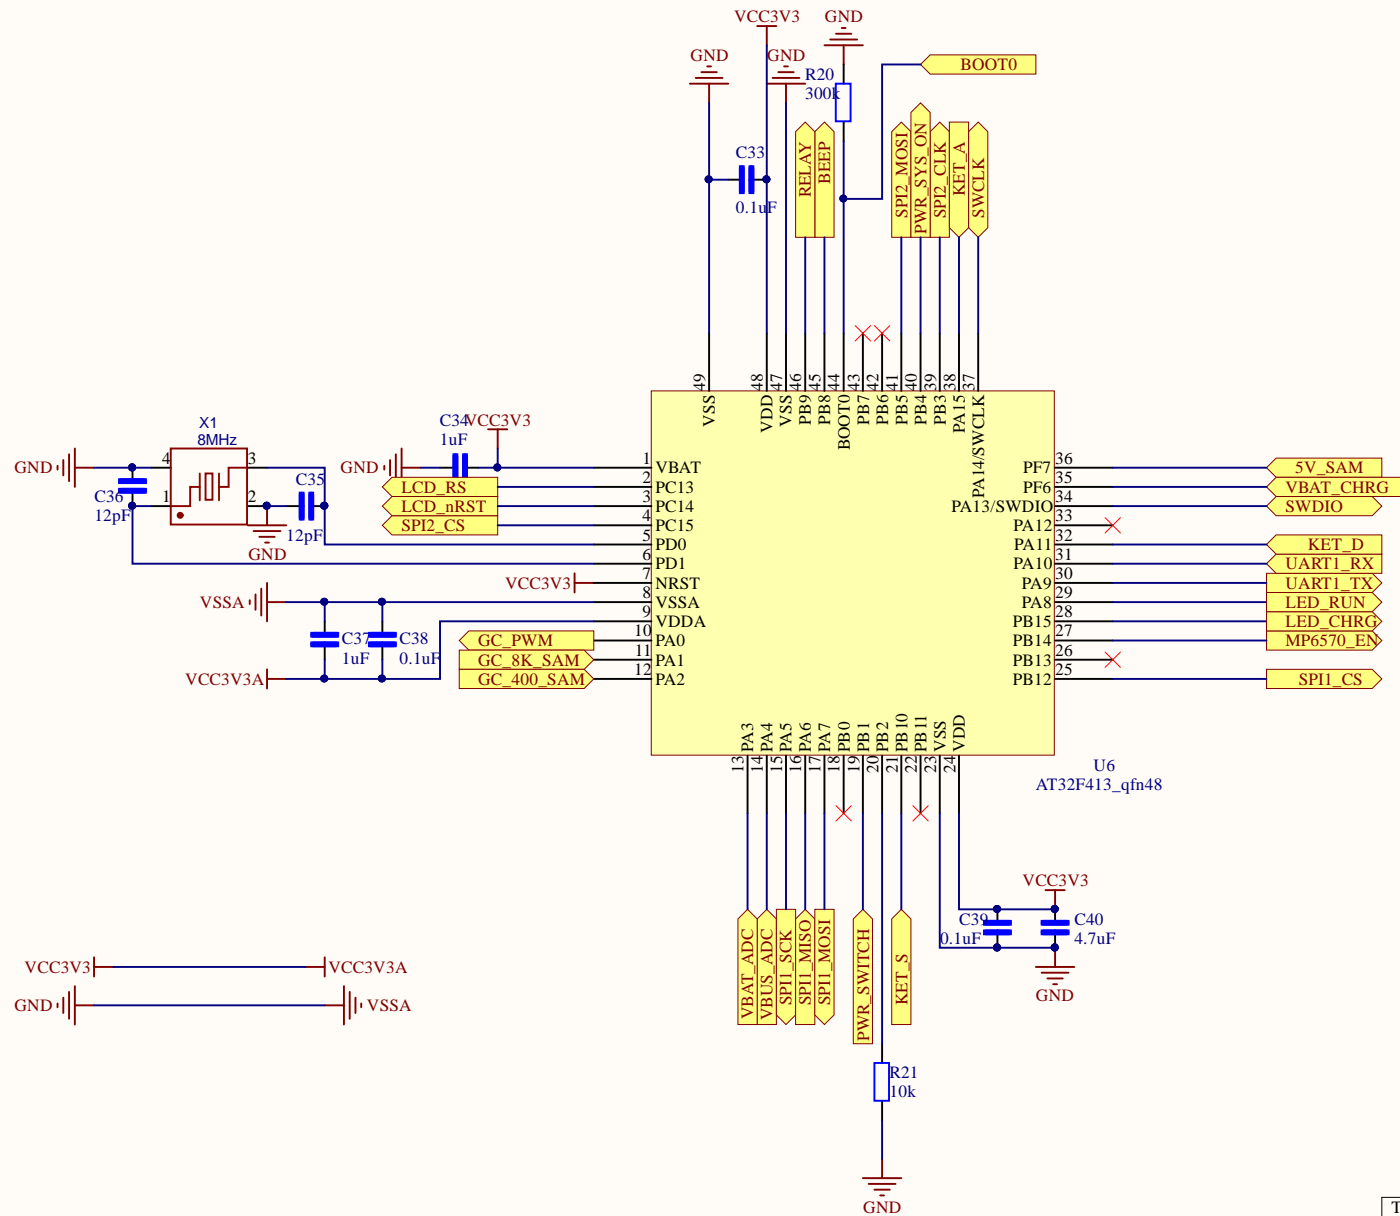 VCC3V3
GND
GND
GND
R20
300k
BOOT0
C33
0.1uF
RELAY
BEEP
SPI2_MOSI
PWR_SYS_ON
SPI2_CLK
KET_A
SWCLK
49
48
47
46
45
44
43
42
41
40
39
38
37
VSS
VDD
VSS
PB9
PB8
BOOT0
PB7
PB6
PB5
PB4
PB3
PA15
PA14/SWCLK
X1
8MHz
GND
4
3
1
2
C36
12pF
C35
12pF
GND
C34
1uF
VCC3V3
GND
LCD_RS
LCD_nRST
SPI2_CS
VCC3V3
VSSA
C37
1uF
C38
0.1uF
VCC3V3A
GC_PWM
GC_8K_SAM
GC_400_SAM
1 VBAT
2 PC13
3 PC14
4 PC15
5 PD0
6 PD1
7 NRST
8 VSSA
9 VDDA
10 PA0
11 PA1
12 PA2
PF7 36 5V_SAM
PF6 35 VBAT_CHRG
PA13/SWDIO 34 SWDIO
PA12 33
PA11 32 KET_D
PA10 31 UART1_RX
PA9 30 UART1_TX
PA8 29 LED_RUN
PB15 28 LED_CHRG
PB14 27 MP6570_EN
PB13 26
PB12 25 SPI1_CS
PA3
PA4
PA5
PA6
PA7
PB0
PB1
PB2
PB10
PB11
VSS
VDD
13
14
15
16
17
18
19
20
21
22
23
24
U6
AT32F413_qfn48
VBAT_ADC
VBUS_ADC
SPI1_SCK
SPI1_MISO
SPI1_MOSI
PWR_SWITCH
KET_S
VCC3V3
C39
0.1uF
C40
4.7uF
GND
VCC3V3
VCC3V3A
GND
VSSA
R21
10k
GND
T